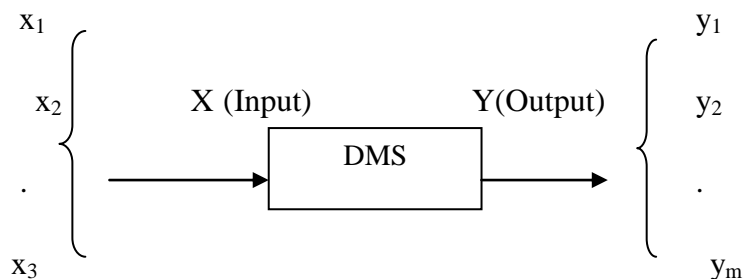 x₁ y₁
x₂ X (Input) Y(Output) y₂
DMS
. .
x₃ yₘ